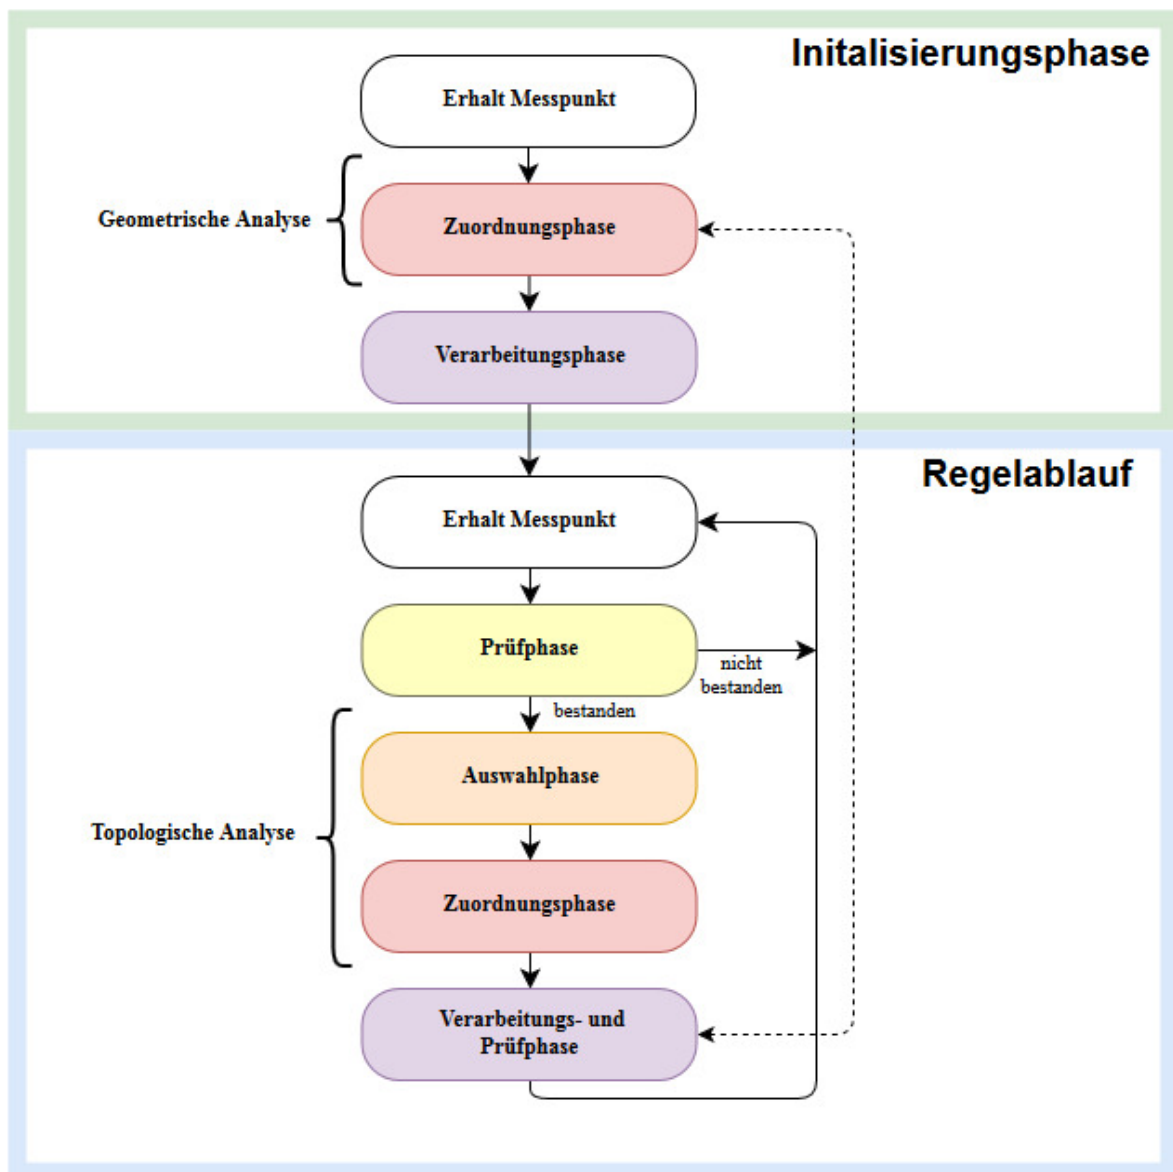 Initalisierungsphase
Erhalt Messpunkt
Geometrische Analyse
Zuordnungsphase
Verarbeitungsphase
Regelablauf
Erhalt Messpunkt
Prüfphase
nicht
bestanden
bestanden
Auswahlphase
Topologische Analyse
Zuordnungsphase
Verarbeitungs- und
Prüfphase